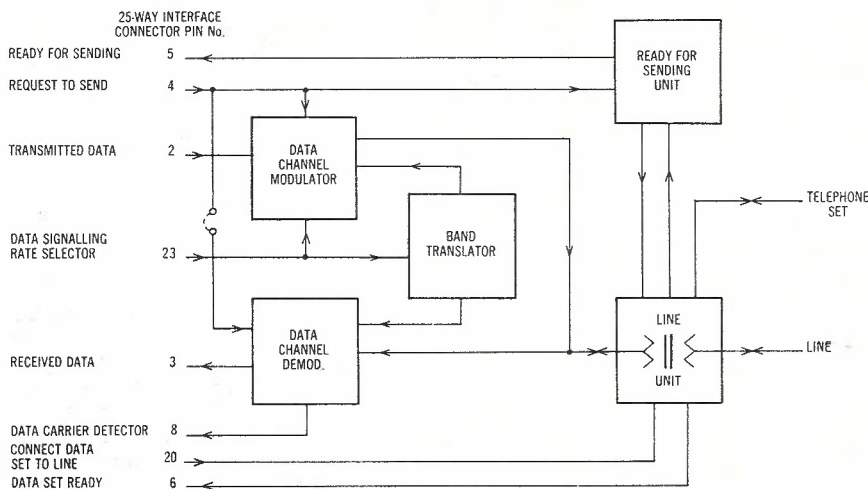 25-WAY INTERFACE
CONNECTOR PIN No.
READY FOR SENDING 5
REQUEST TO SEND 4
TRANSMITTED DATA 2
DATA SIGNALLING
RATE SELECTOR 23
RECEIVED DATA 3
DATA CARRIER DETECTOR 8
CONNECT DATA
SET TO LINE 20
DATA SET READY 6
DATA
CHANNEL
MODULATOR
BAND
TRANSLATOR
DATA
CHANNEL
DEMOD.
READY FOR
SENDING
UNIT
LINE
UNIT
TELEPHONE
SET
LINE